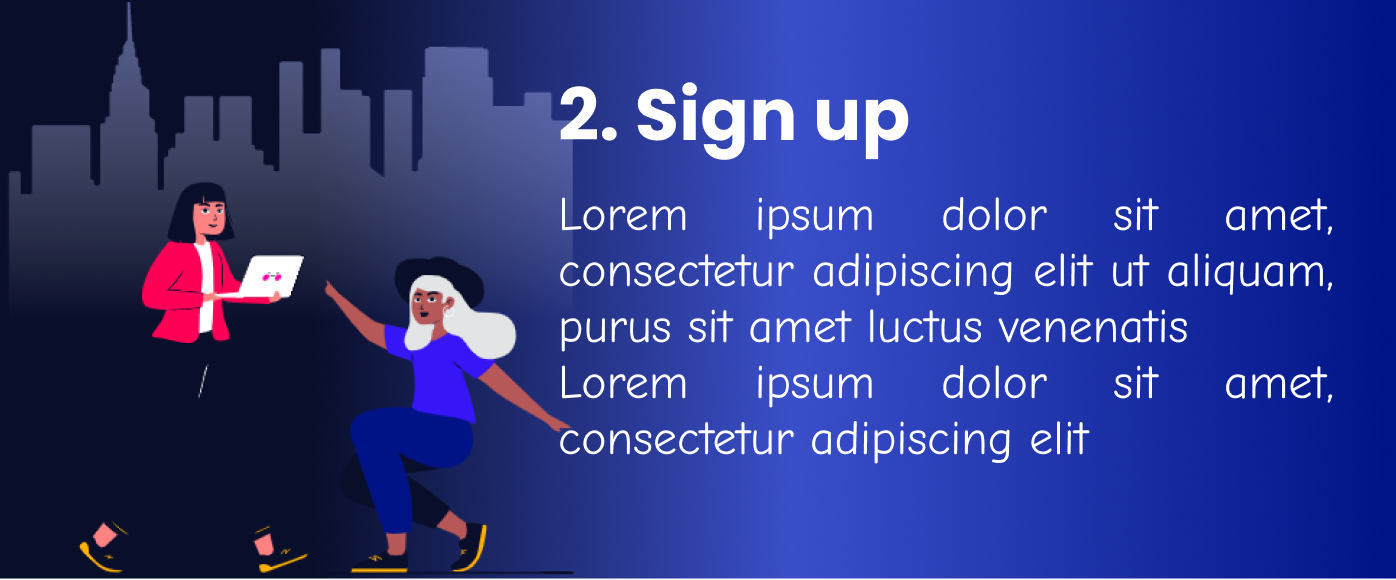 2. Sign up
Lorem ipsum dolor sit amet,
consectetur adipiscing elit ut aliquam,
purus sit amet luctus venenatis
Lorem ipsum dolor sit amet,
consectetur adipiscing elit